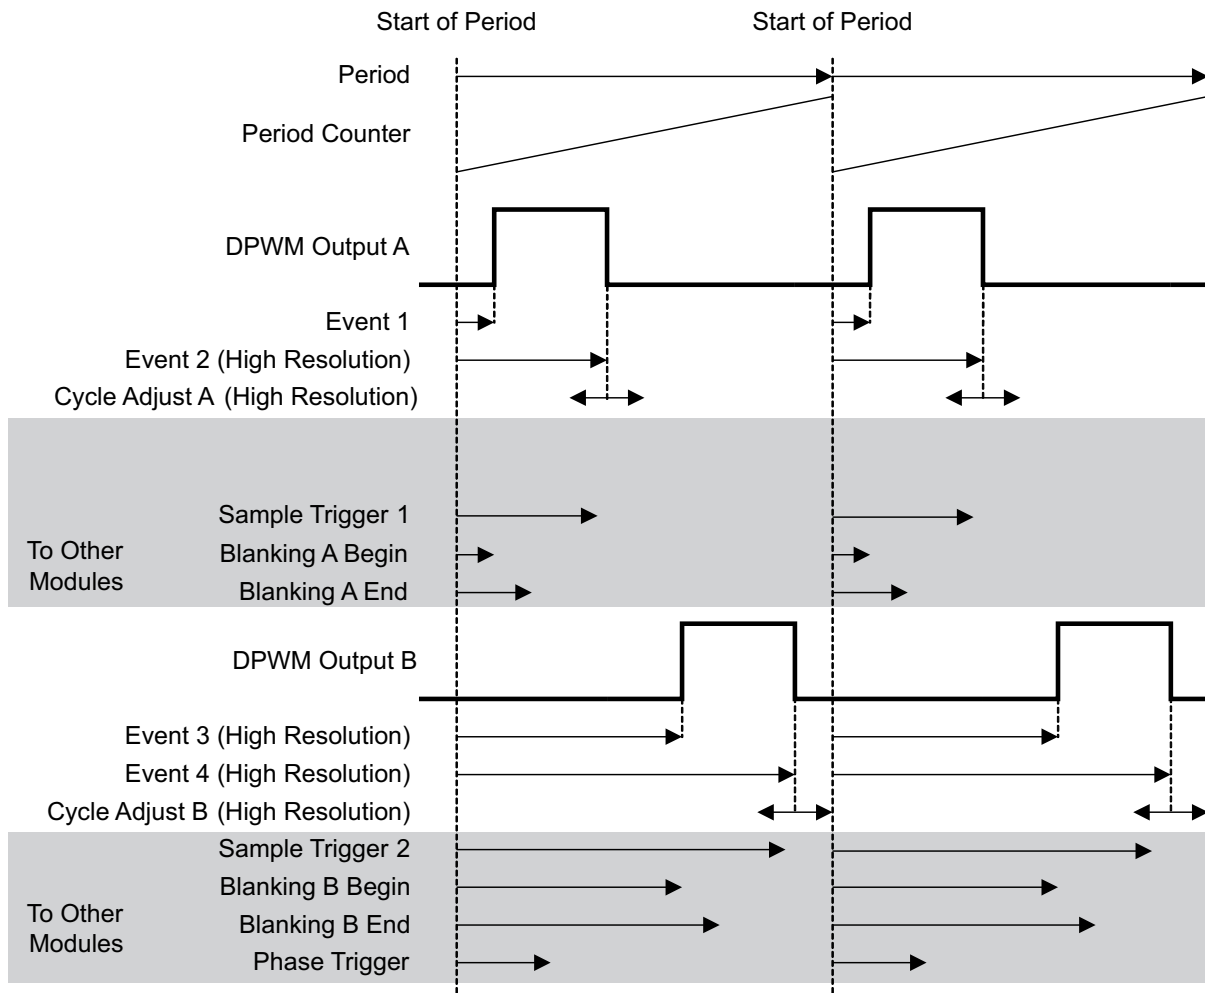 Start of Period
Start of Period
Period
Period Counter
DPWM Output A
Event 1
Event 2 (High Resolution)
Cycle Adjust A (High Resolution)
To Other
Modules
Sample Trigger 1
Blanking A Begin
Blanking A End
DPWM Output B
Event 3 (High Resolution)
Event 4 (High Resolution)
Cycle Adjust B (High Resolution)
To Other
Modules
Sample Trigger 2
Blanking B Begin
Blanking B End
Phase Trigger